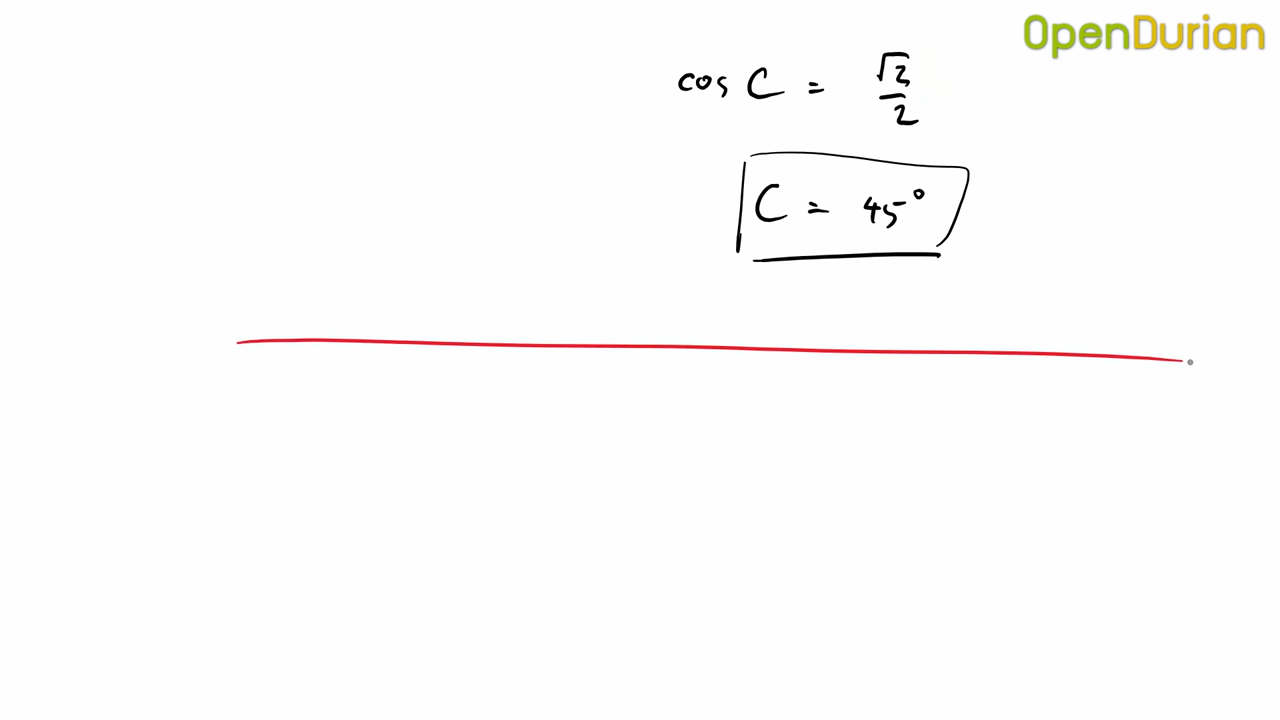 OpenDurian
cos C = √2/2
C = 45°